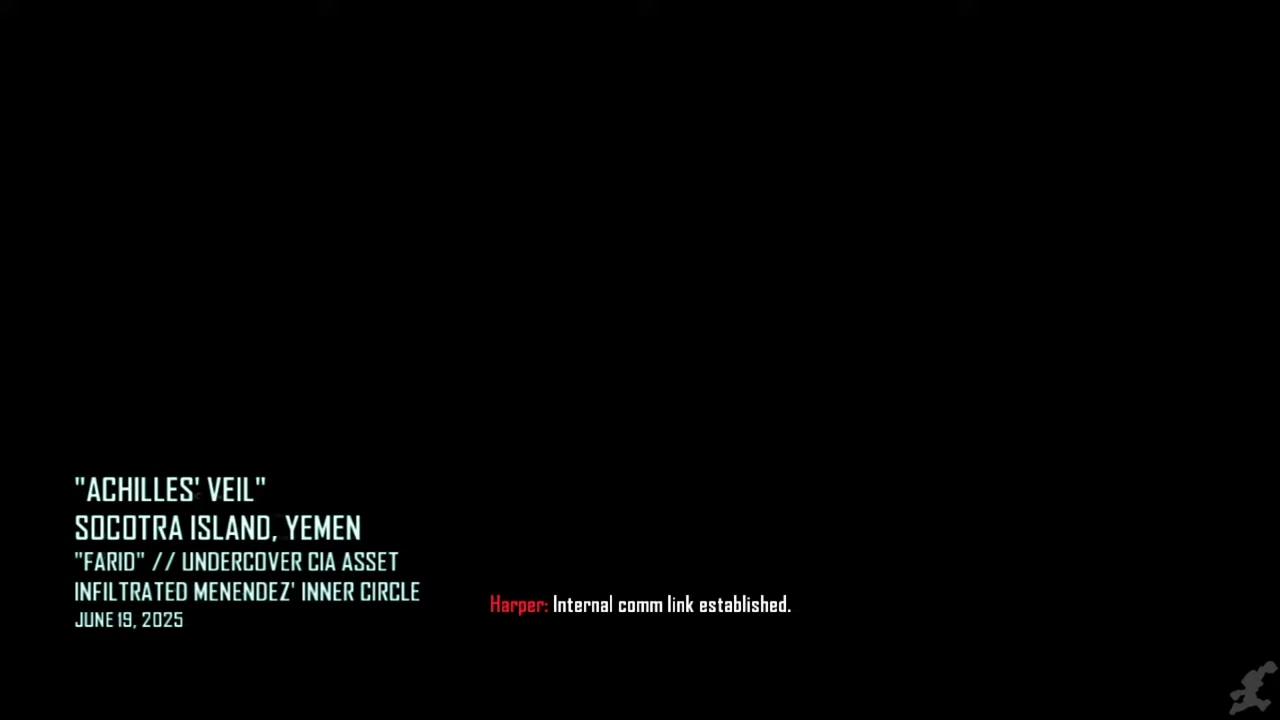 "ACHILLES' VEIL"
SOCOTRA ISLAND, YEMEN
"FARID" // UNDERCOVER CIA ASSET
INFILTRATED MENENDEZ' INNER CIRCLE
Harper: Internal comm link established.
JUNE 19, 2025